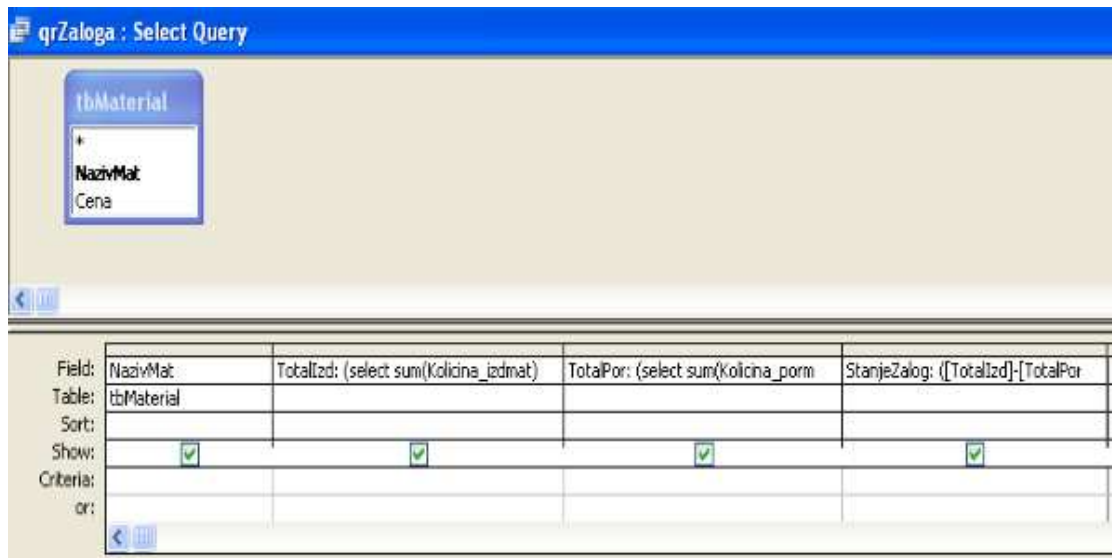 qrZaloga : Select Query
tbMaterial
*
NazivMat
Cena
Field: NazivMat TotalIzd: (select sum(Kolicina_izdmat) TotalPor: (select sum(Kolicina_porm StanjeZalog: ([TotalIzd]-[TotalPor
Table: tbMaterial
Sort:
Show:
Criteria:
or: